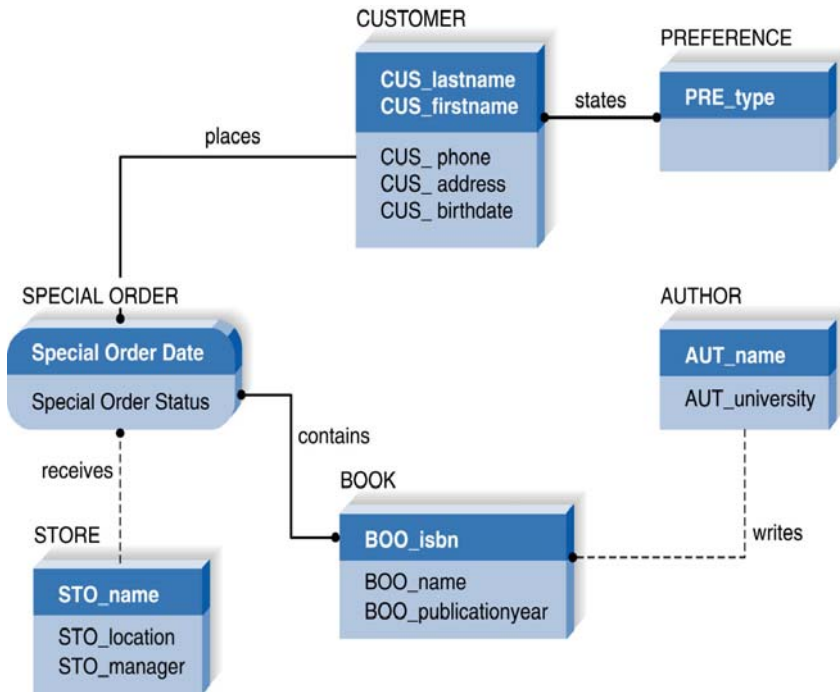 CUSTOMER
CUS_lastname
CUS_firstname
CUS_ phone
CUS_ address
CUS_ birthdate
states
PREFERENCE
PRE_type
places
SPECIAL ORDER
Special Order Date
Special Order Status
contains
receives
AUTHOR
AUT_name
AUT_university
writes
BOOK
BOO_isbn
BOO_name
BOO_publicationyear
STORE
STO_name
STO_location
STO_manager